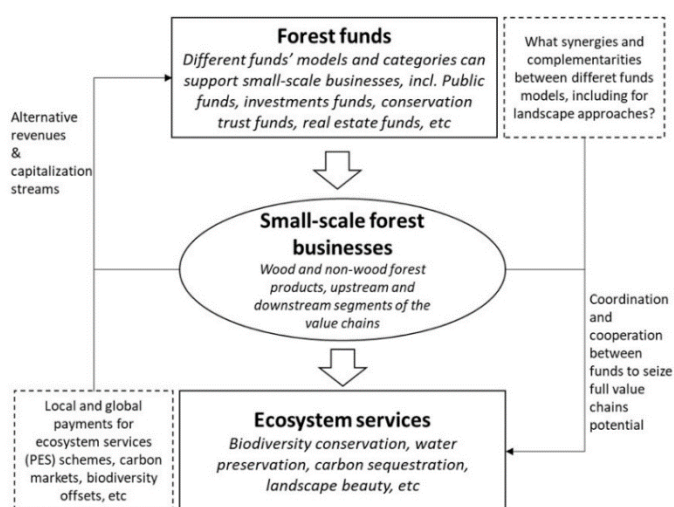 Forest funds
Different funds' models and categories can
support small-scale businesses, incl. Public
funds, investments funds, conservation
trust funds, real estate funds, etc
What synergies and
complementarities
between differet funds
models, including for
landscape approaches?
Alternative
revenues
&
capitalization
streams
Small-scale forest
businesses
Wood and non-wood forest
products, upstream and
downstream segments of the
value chains
Coordination
and
cooperation
between
funds to seize
full value
chains
potential
Local and global
payments for
ecosystem services
(PES) schemes, carbon
markets, biodiversity
offsets, etc
Ecosystem services
Biodiversity conservation, water
preservation, carbon sequestration,
landscape beauty, etc